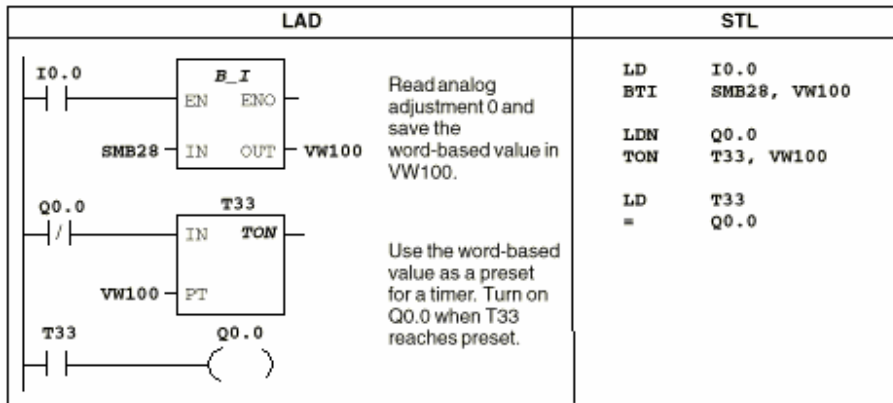 LAD
STL
I0.0
B_I
EN ENO
SMB28 IN OUT VW100
Read analog
adjustment 0 and
save the
word-based value in
VW100.
Q0.0
T33
IN TON
VW100 PT
Use the word-based
value as a preset
for a timer. Turn on
Q0.0 when T33
reaches preset.
T33 Q0.0
LD I0.0
BTI SMB28, VW100
LDN Q0.0
TON T33, VW100
LD T33
= Q0.0